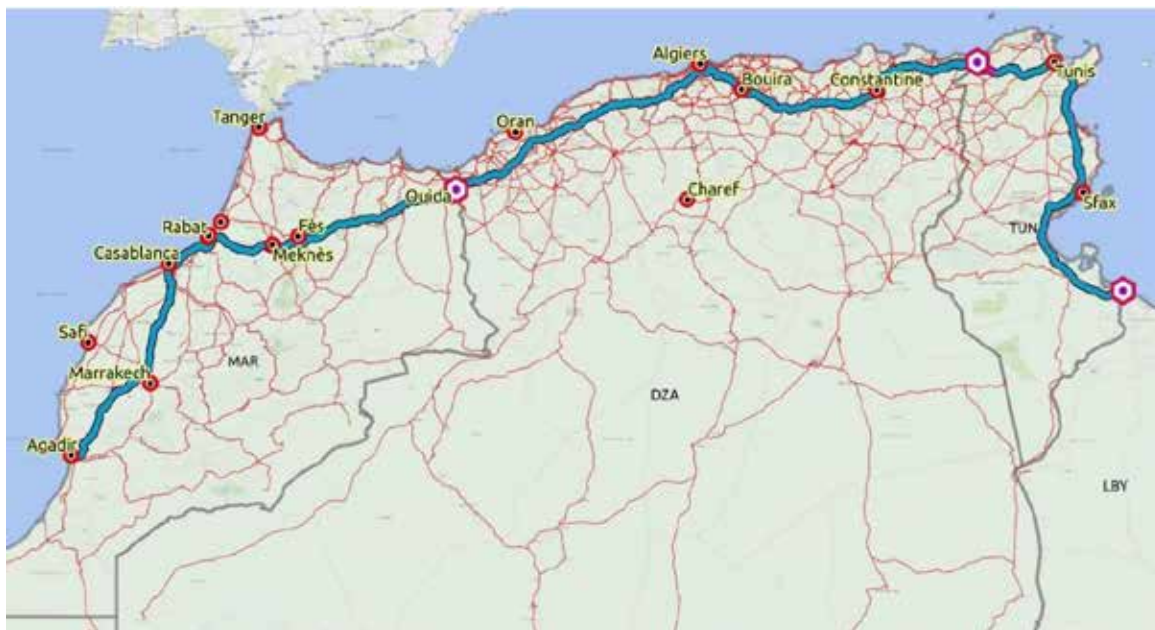 Algiers
Bouira
Constantine
Tunis
Tanger
Oran
Oujda
Charef
Sfax
Rabat
Fès
Meknès
TUN
Casablanca
Safi
MAR
Marrakech
DZA
Agadir
LBY